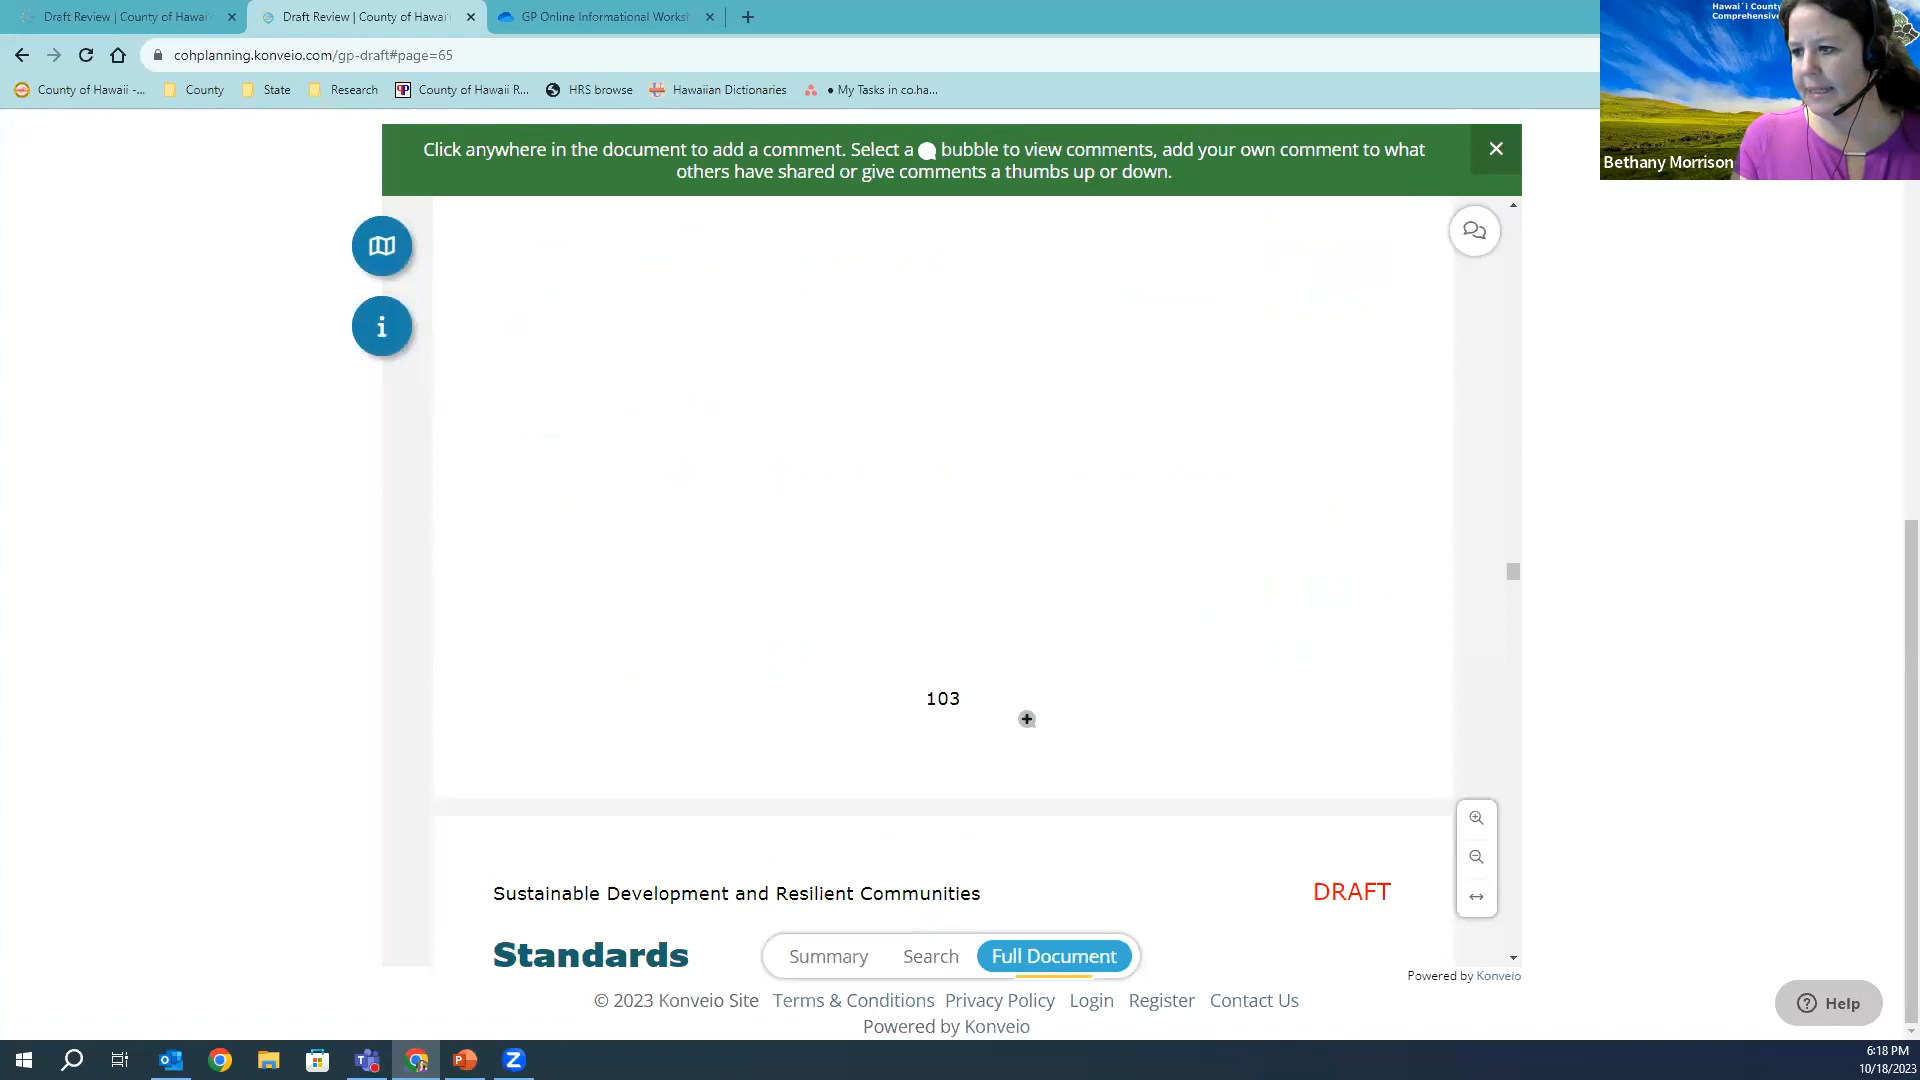 Draft Review | County of Hawai'i
Draft Review | County of Hawai'i
GP Online Informational Worksh
cohplanning.konveio.com/gp-draft#page=65
County of Hawaii -...
County
State
Research
County of Hawaii R...
HRS browse
Hawaiian Dictionaries
● My Tasks in co.ha...
Hawai´i County
Comprehensive
Bethany Morrison
Click anywhere in the document to add a comment. Select a bubble to view comments, add your own comment to what
others have shared or give comments a thumbs up or down.
103
Sustainable Development and Resilient Communities
DRAFT
Standards
Summary
Search
Full Document
Powered by Konveio
© 2023 Konveio Site
Terms & Conditions
Privacy Policy
Login
Register
Contact Us
Powered by Konveio
Help
6:18 PM
10/18/2023